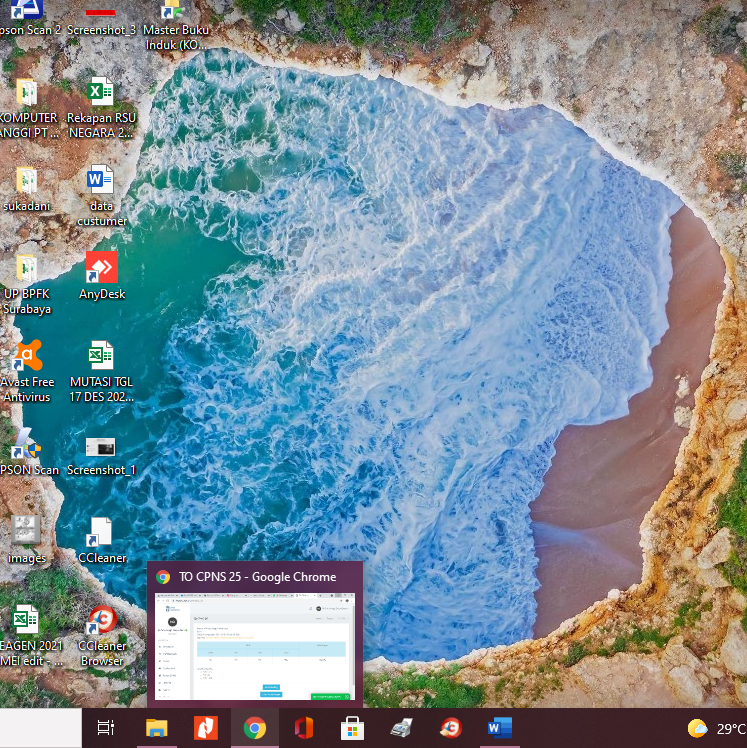 pson Scan 2
Screenshot_3
Master Buku
Induk (KO...
KOMPUTER
ANGGI PT ...
Rekapan RSU
NEGARA 2...
sukadani
data
custumer
UP BPFK
Surabaya
AnyDesk
Avast Free
Antivirus
MUTASI TGL
17 DES 202...
PSON Scan
Screenshot_1
images
CCleaner
EAGEN 2021
MEI edit - ...
CCleaner
Browser
TO CPNS 25 - Google Chrome
29°C